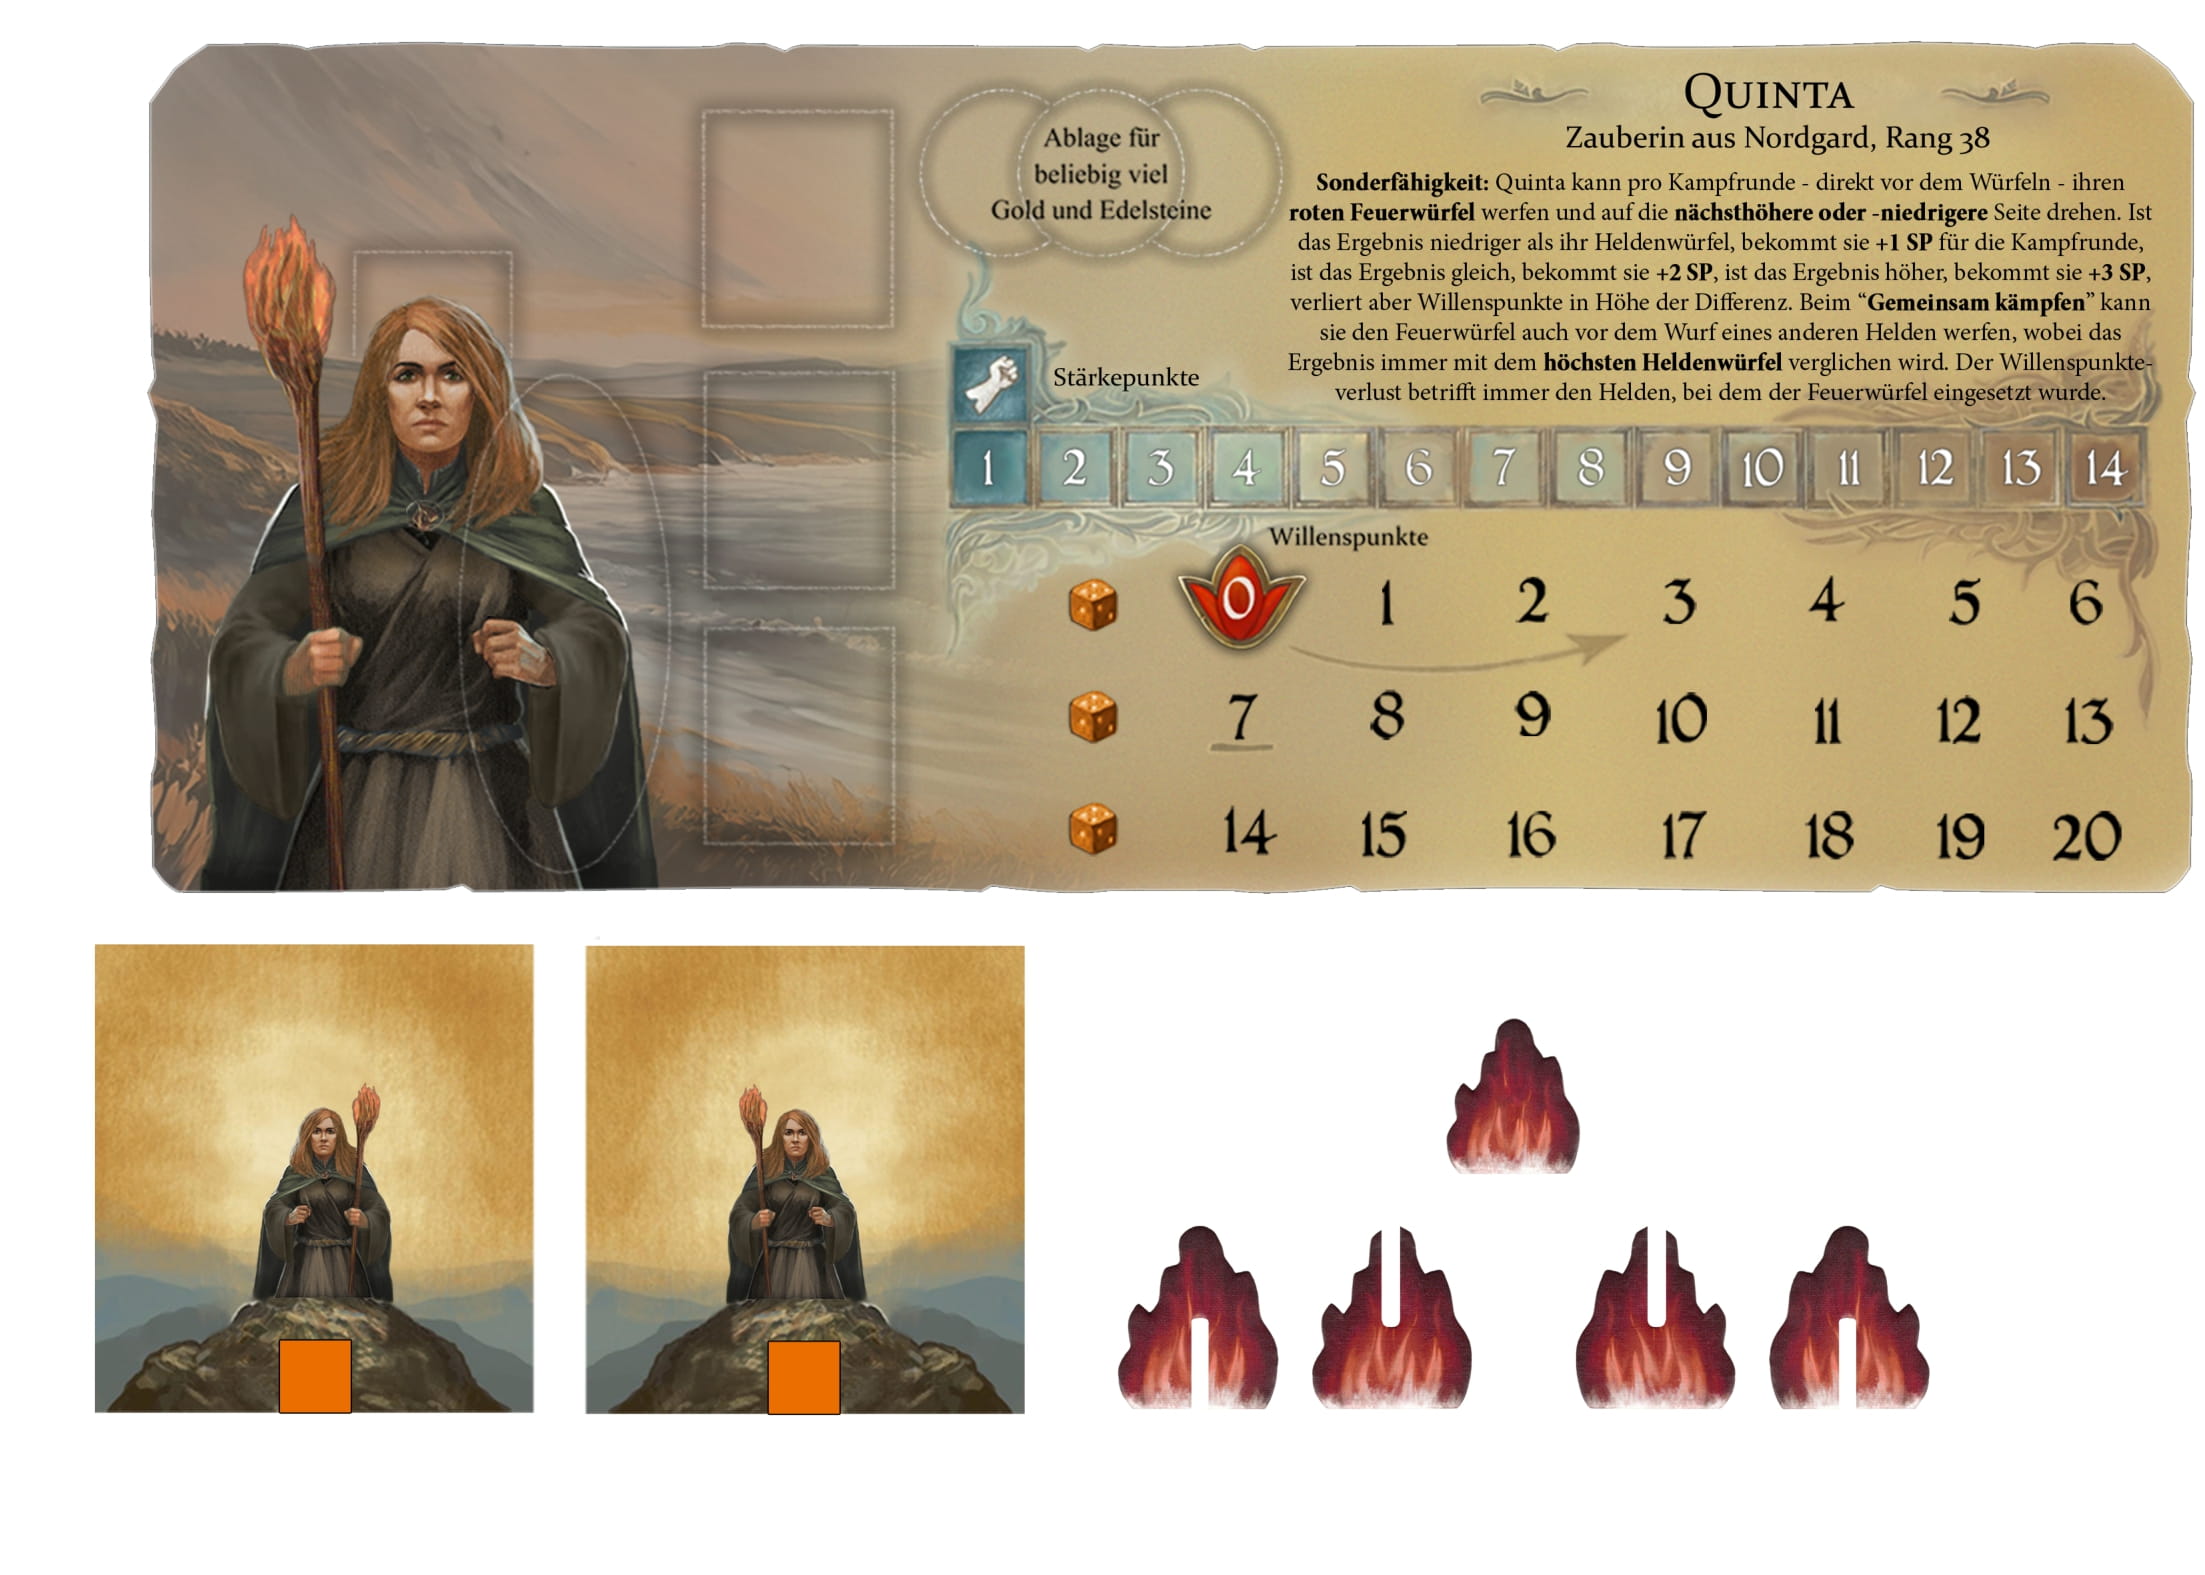 Quinta
Zauberin aus Nordgard, Rang 38
Ablage für
beliebig viel
Gold und Edelsteine
Sonderfähigkeit: Quinta kann pro Kampfrunde - direkt vor dem Würfeln - ihren
roten Feuerwürfel werfen und auf die nächsthöhere oder -niedrigere Seite drehen. Ist
das Ergebnis niedriger als ihr Heldenwürfel, bekommt sie +1 SP für die Kampfrunde,
ist das Ergebnis gleich, bekommt sie +2 SP, ist das Ergebnis höher, bekommt sie +3 SP,
verliert aber Willenspunkte in Höhe der Differenz. Beim “Gemeinsam kämpfen” kann
sie den Feuerwürfel auch vor dem Wurf eines anderen Helden werfen, wobei das
Ergebnis immer mit dem höchsten Heldenwürfel verglichen wird. Der Willenspunkte-
verlust betrifft immer den Helden, bei dem der Feuerwürfel eingesetzt wurde.
Stärkepunkte
1 2 3 4 5 6 7 8 9 10 11 12 13 14
Willenspunkte
0 1 2 3 4 5 6
7 8 9 10 11 12 13
14 15 16 17 18 19 20